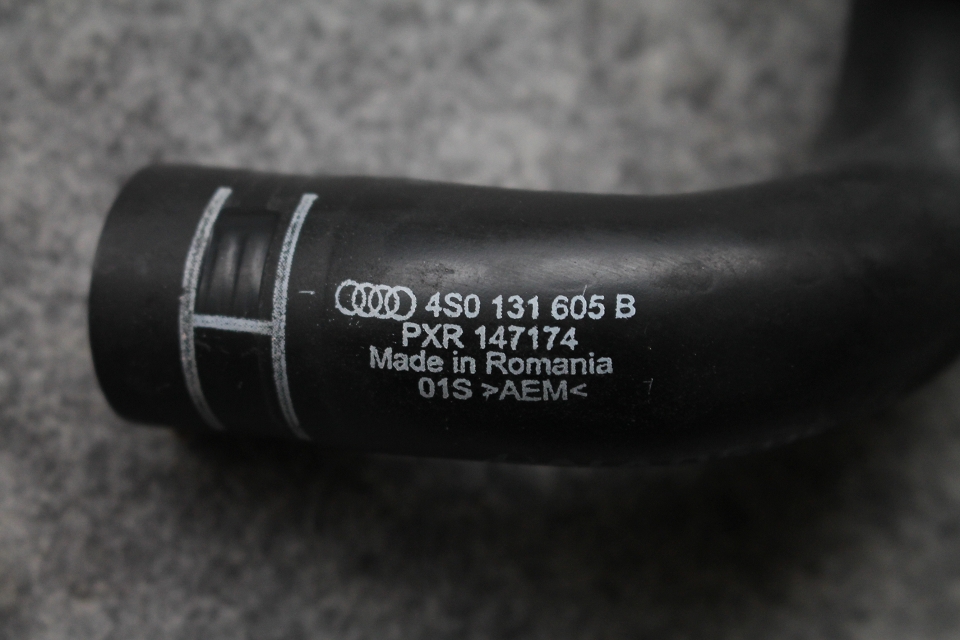 4S0 131 605 B
PXR 147174
Made in Romania
01S >AEM<